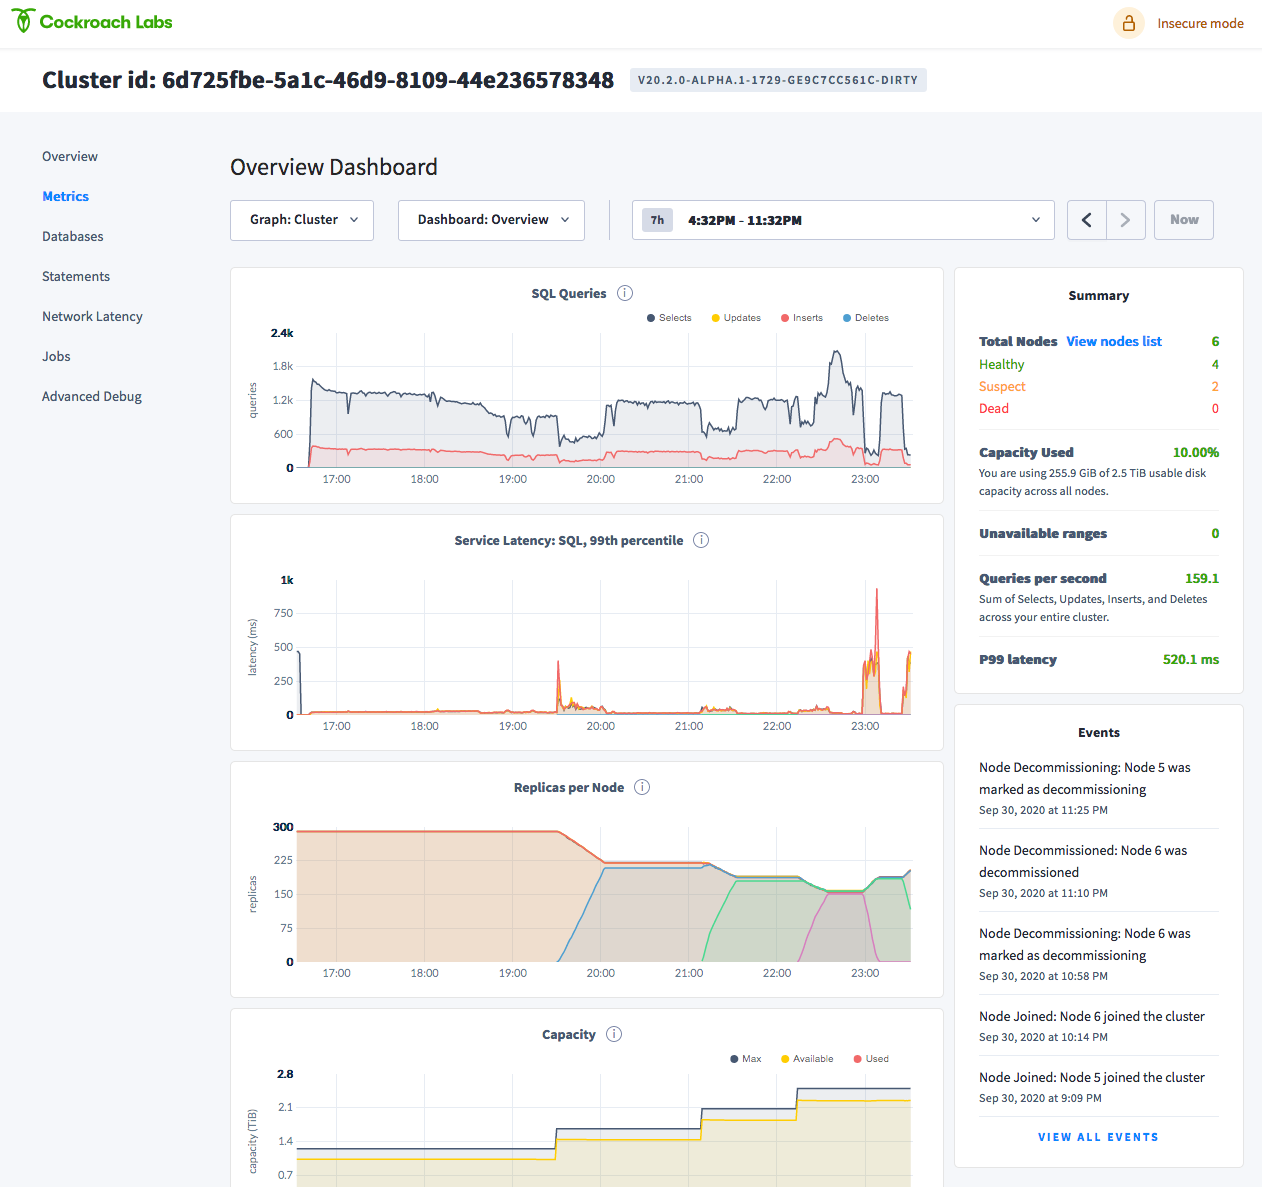 Cockroach Labs
Insecure mode
Cluster id: 6d725fbe-5a1c-46d9-8109-44e236578348
V20.2.0-ALPHA.1-1729-GE9C7CC561C-DIRTY
Overview
Metrics
Databases
Statements
Network Latency
Jobs
Advanced Debug
Overview Dashboard
Graph: Cluster
Dashboard: Overview
7h 4:32PM - 11:32PM
Now
SQL Queries
Selects Updates Inserts Deletes
queries
2.4k
1.8k
1.2k
600
0
17:00 18:00 19:00 20:00 21:00 22:00 23:00
Service Latency: SQL, 99th percentile
latency (ms)
1k
750
500
250
0
17:00 18:00 19:00 20:00 21:00 22:00 23:00
Replicas per Node
replicas
300
225
150
75
0
17:00 18:00 19:00 20:00 21:00 22:00 23:00
Capacity
Max Available Used
capacity (TiB)
2.8
2.1
1.4
0.7
Summary
Total Nodes View nodes list 6
Healthy 4
Suspect 2
Dead 0
Capacity Used 10.00%
You are using 255.9 GiB of 2.5 TiB usable disk
capacity across all nodes.
Unavailable ranges 0
Queries per second 159.1
Sum of Selects, Updates, Inserts, and Deletes
across your entire cluster.
P99 latency 520.1 ms
Events
Node Decommissioning: Node 5 was
marked as decommissioning
Sep 30, 2020 at 11:25 PM
Node Decommissioned: Node 6 was
decommissioned
Sep 30, 2020 at 11:10 PM
Node Decommissioning: Node 6 was
marked as decommissioning
Sep 30, 2020 at 10:58 PM
Node Joined: Node 6 joined the cluster
Sep 30, 2020 at 10:14 PM
Node Joined: Node 5 joined the cluster
Sep 30, 2020 at 9:09 PM
VIEW ALL EVENTS